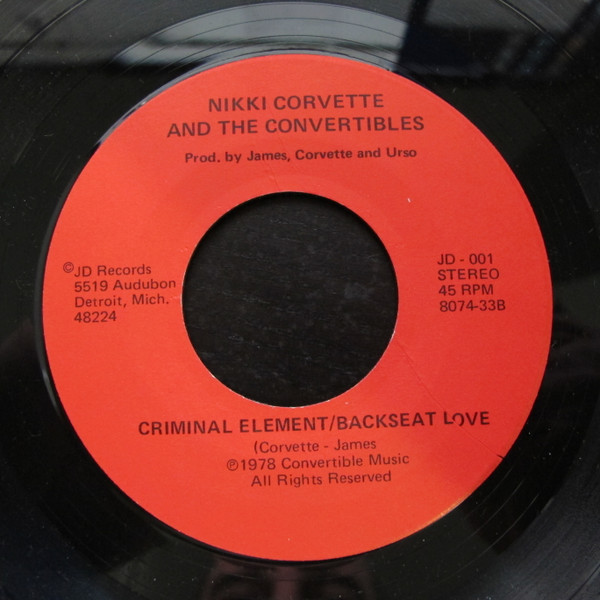 NIKKI CORVETTE
AND THE CONVERTIBLES
Prod. by James, Corvette and Urso
©JD Records
5519 Audubon
Detroit, Mich.
48224
JD - 001
STEREO
45 RPM
8074-33B
CRIMINAL ELEMENT/BACKSEAT LOVE
(Corvette - James
℗1978 Convertible Music
All Rights Reserved